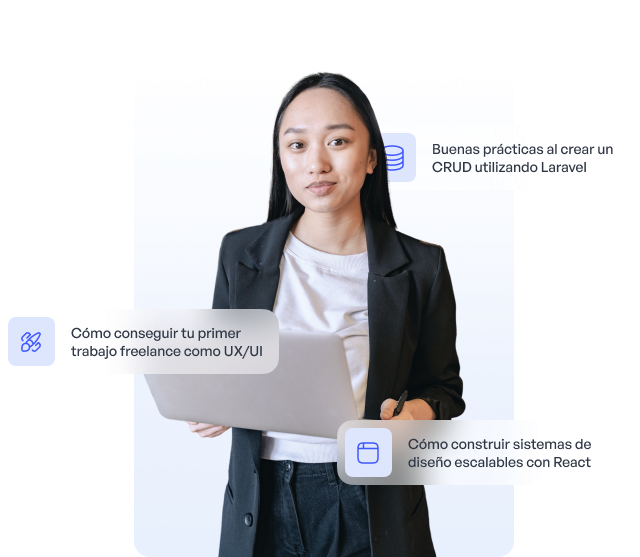 Buenas prácticas al crear un
CRUD utilizando Laravel
Cómo conseguir tu primer
trabajo freelance como UX/UI
Cómo construir sistemas de
diseño escalables con React